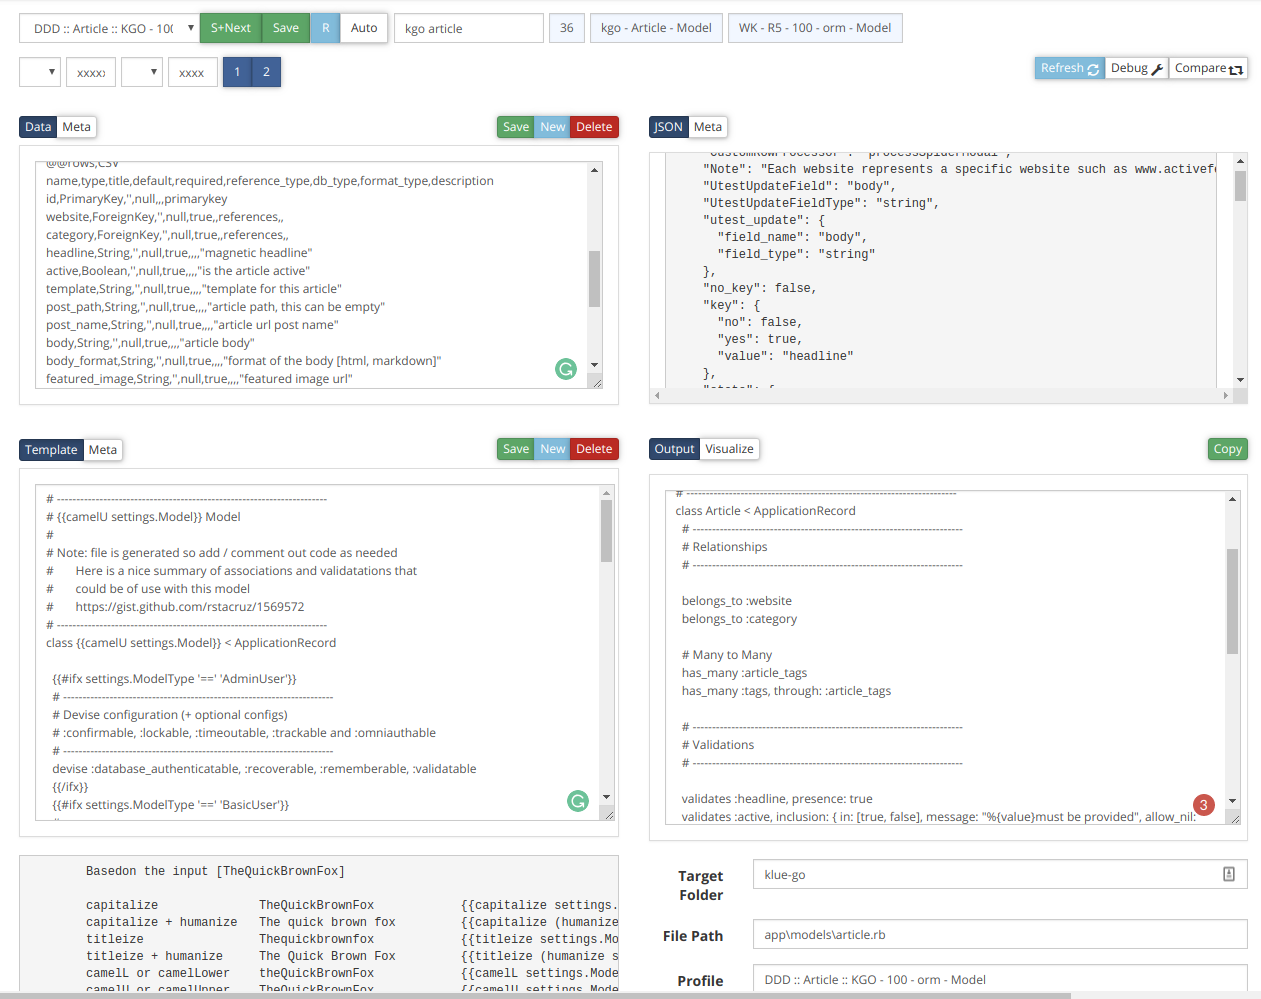 DDD :: Article :: KGO - 100
S+Next Save R Auto
kgo article
36
kgo - Article - Model
WK - R5 - 100 - orm - Model
xxxx
xxxx
1 2
Refresh Debug Compare
Data Meta
Save New Delete
@@rows,CSV
name,type,title,default,required,reference_type,db_type,format_type,description
id,PrimaryKey,'',null,,,primarykey
website,ForeignKey,'',null,true,,references,,
category,ForeignKey,'',null,true,,references,,
headline,String,'',null,true,,,,"magnetic headline"
active,Boolean,'',null,true,,,,"is the article active"
template,String,'',null,true,,,,"template for this article"
post_path,String,'',null,true,,,,"article path, this can be empty"
post_name,String,'',null,true,,,,"article url post name"
body,String,'',null,true,,,,"article body"
body_format,String,'',null,true,,,,"format of the body [html, markdown]"
featured_image,String,'',null,true,,,,"featured image url"
JSON Meta
"customRowProcessor": "processSpiderModal",
"Note": "Each website represents a specific website such as www.activefo
"UtestUpdateField": "body",
"UtestUpdateFieldType": "string",
"utest_update": {
"field_name": "body",
"field_type": "string"
},
"no_key": false,
"key": {
"no": false,
"yes": true,
"value": "headline"
},
"stats": {
Template Meta
Save New Delete
# --------------------------------------------------------------------
# {{camelU settings.Model}} Model
#
# Note: file is generated so add / comment out code as needed
# Here is a nice summary of associations and validatations that
# could be of use with this model
# https://gist.github.com/rstacruz/1569572
# --------------------------------------------------------------------
class {{camelU settings.Model}} < ApplicationRecord
{{#ifx settings.ModelType '==' 'AdminUser'}}
# --------------------------------------------------------------------
# Devise configuration (+ optional configs)
# :confirmable, :lockable, :timeoutable, :trackable and :omniauthable
# --------------------------------------------------------------------
devise :database_authenticatable, :recoverable, :rememberable, :validatable
{{/ifx}}
{{#ifx settings.ModelType '==' 'BasicUser'}}
Output Visualize
Copy
# --------------------------------------------------------------------
class Article < ApplicationRecord
# --------------------------------------------------------------------
# Relationships
# --------------------------------------------------------------------
belongs_to :website
belongs_to :category
# Many to Many
has_many :article_tags
has_many :tags, through: :article_tags
# --------------------------------------------------------------------
# Validations
# --------------------------------------------------------------------
validates :headline, presence: true
validates :active, inclusion: { in: [true, false], message: "%{value}must be provided", allow_nil:
3
Basedon the input [TheQuickBrownFox]
capitalize TheQuickBrownFox {{capitalize settings.
capitalize + humanize The quick brown fox {{capitalize (humanize
titleize Thequickbrownfox {{titleize settings.Mo
titleize + humanize The Quick Brown Fox {{titleize (humanize s
camelL or camelLower theQuickBrownFox {{camelL settings.Mode
camelU or camelUpper TheQuickBrownFox {{camelU settings.Mode
Target Folder
klue-go
File Path
app\models\article.rb
Profile
DDD :: Article :: KGO - 100 - orm - Model